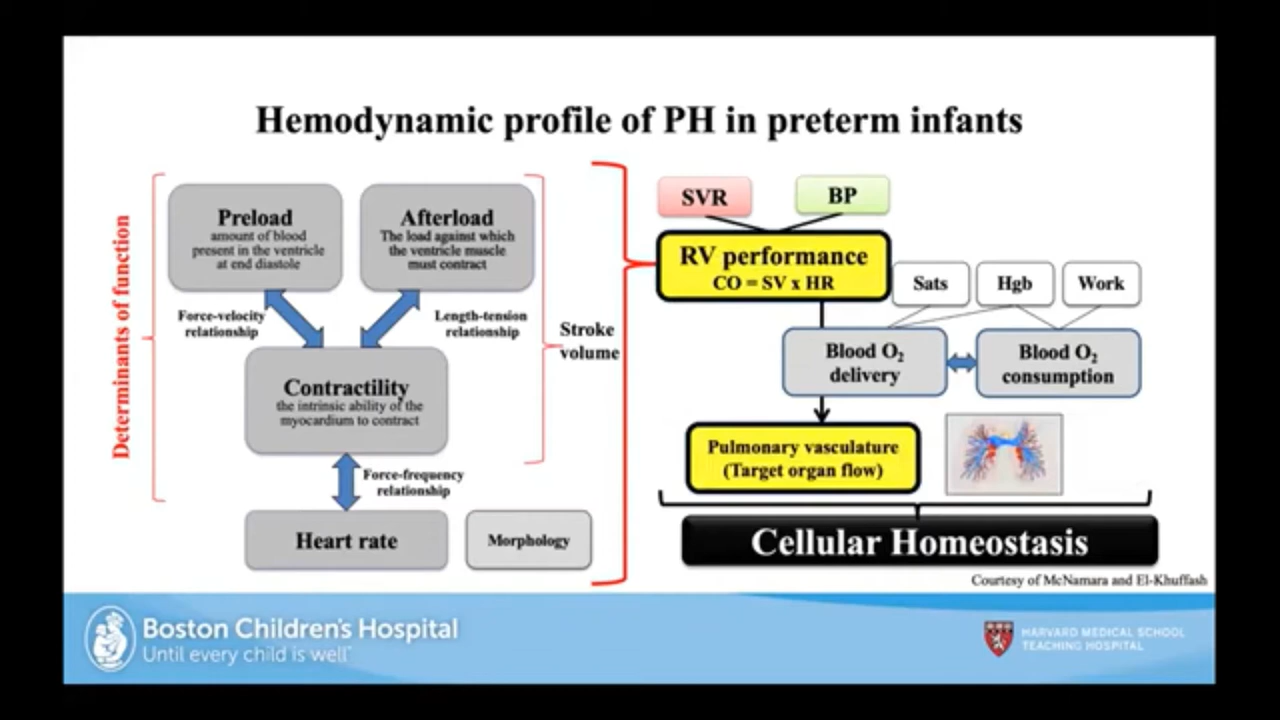 Hemodynamic profile of PH in preterm infants
Determinants of function
Preload
amount of blood
present in the ventricle
at end diastole
Afterload
The load against which
the ventricle muscle
must contract
Force-velocity
relationship
Length-tension
relationship
Contractility
the intrinsic ability of the
myocardium to contract
Stroke
volume
Force-frequency
relationship
Heart rate
Morphology
SVR
BP
RV performance
CO = SV x HR
Sats
Hgb
Work
Blood O₂
delivery
Blood O₂
consumption
Pulmonary vasculature
(Target organ flow)
Cellular Homeostasis
Courtesy of McNamara and El-Khuffash
Boston Children's Hospital
Until every child is well™
HARVARD MEDICAL SCHOOL
TEACHING HOSPITAL